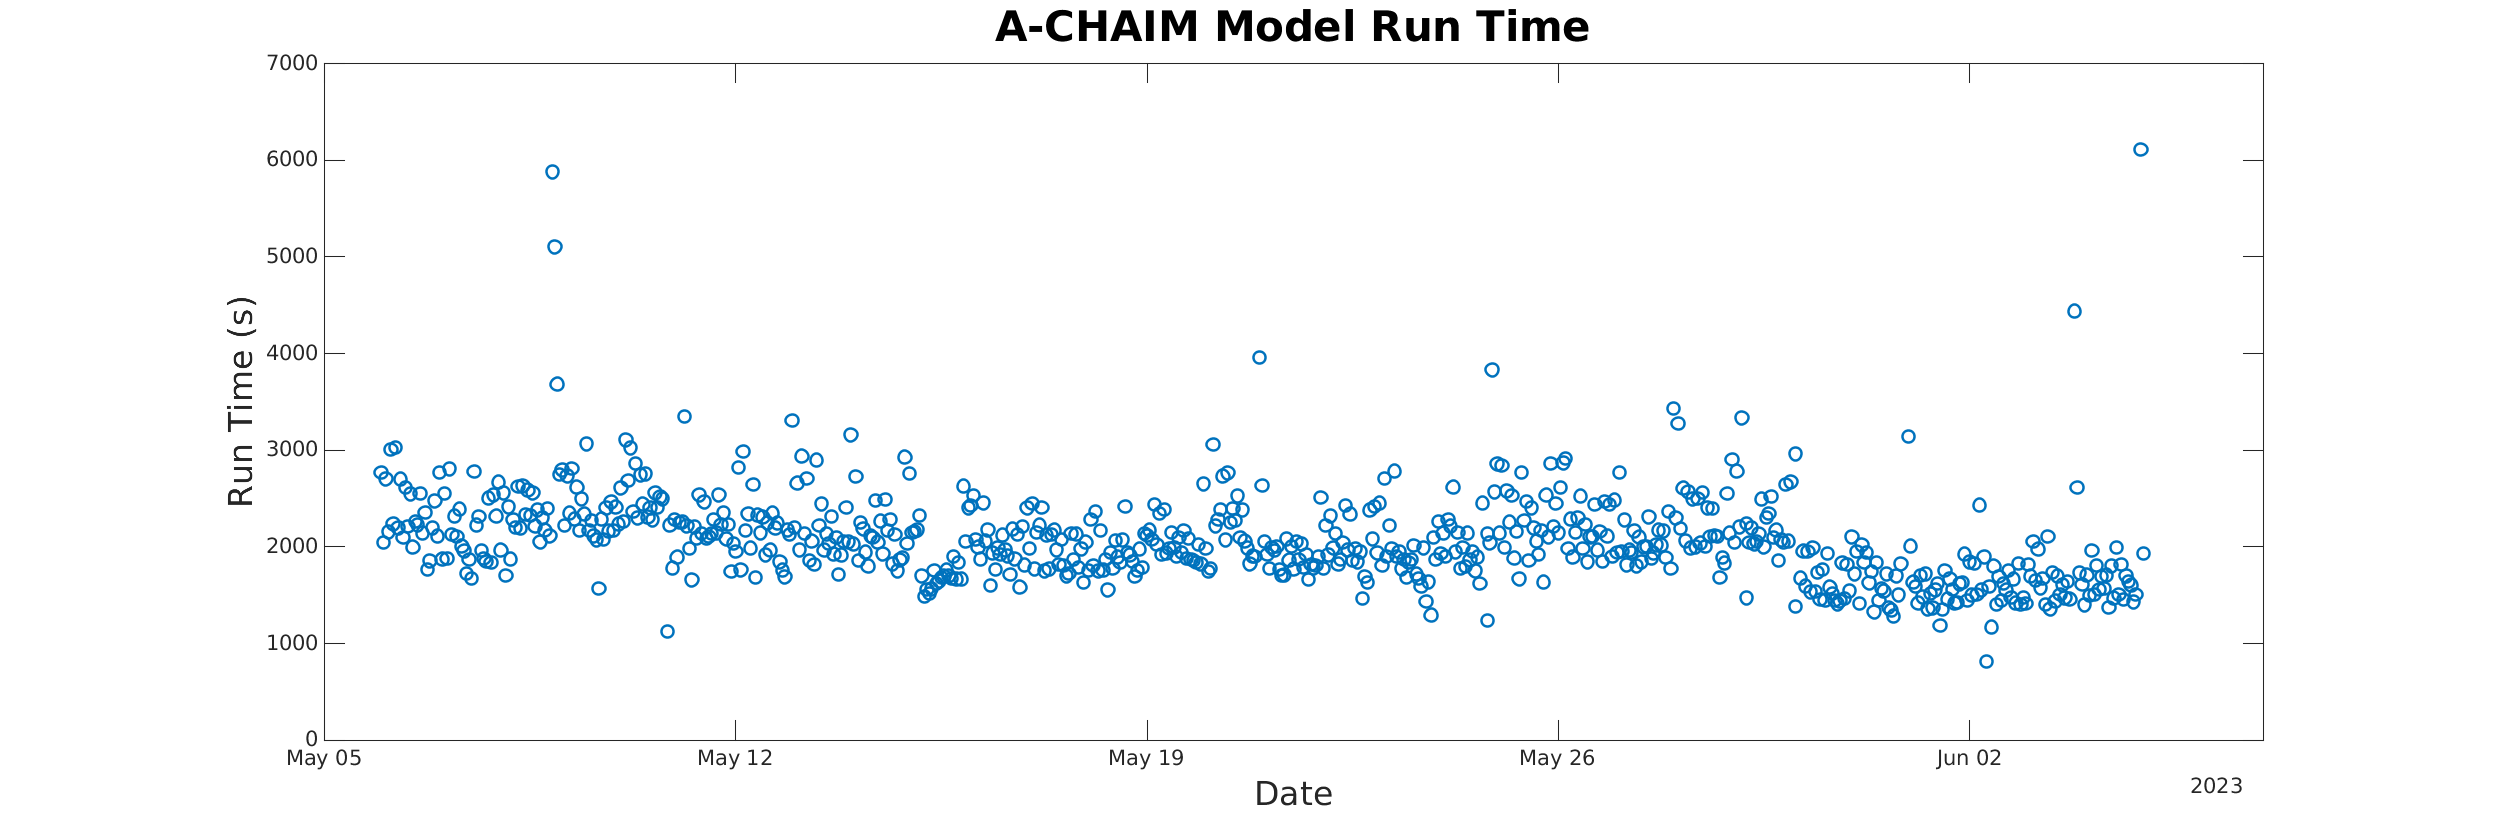 A-CHAIM Model Run Time
7000
6000
5000
4000
3000
2000
1000
0
Run Time (s)
May 05
May 12
May 19
May 26
Jun 02
2023
Date